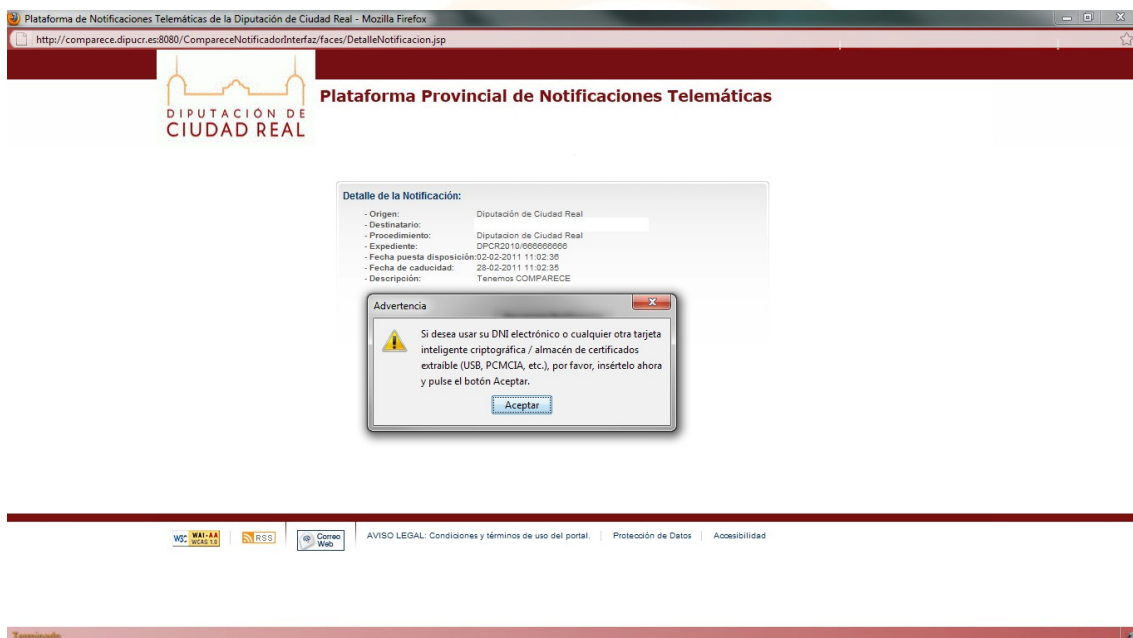 Plataforma de Notificaciones Telemáticas de la Diputación de Ciudad Real - Mozilla Firefox
http://comparece.dipucr.es:8080/CompareceNotificadorInterfaz/faces/DetalleNotificacion.jsp
DIPUTACIÓN DE
CIUDAD REAL
Plataforma Provincial de Notificaciones Telemáticas
Detalle de la Notificación:
- Origen: Diputación de Ciudad Real
- Destinatario:
- Procedimiento: Diputacion de Ciudad Real
- Expediente: DPCR2010/666666666
- Fecha puesta disposición: 02-02-2011 11:02:36
- Fecha de caducidad: 28-02-2011 11:02:35
- Descripción: Tenemos COMPARECE
Advertencia
Si desea usar su DNI electrónico o cualquier otra tarjeta
inteligente criptográfica / almacén de certificados
extraíble (USB, PCMCIA, etc.), por favor, insértelo ahora
y pulse el botón Aceptar.
Aceptar
W3C WAI-AA WCAG 1.0
RSS
Correo Web
AVISO LEGAL: Condiciones y términos de uso del portal. | Protección de Datos | Accesibilidad
Terminado